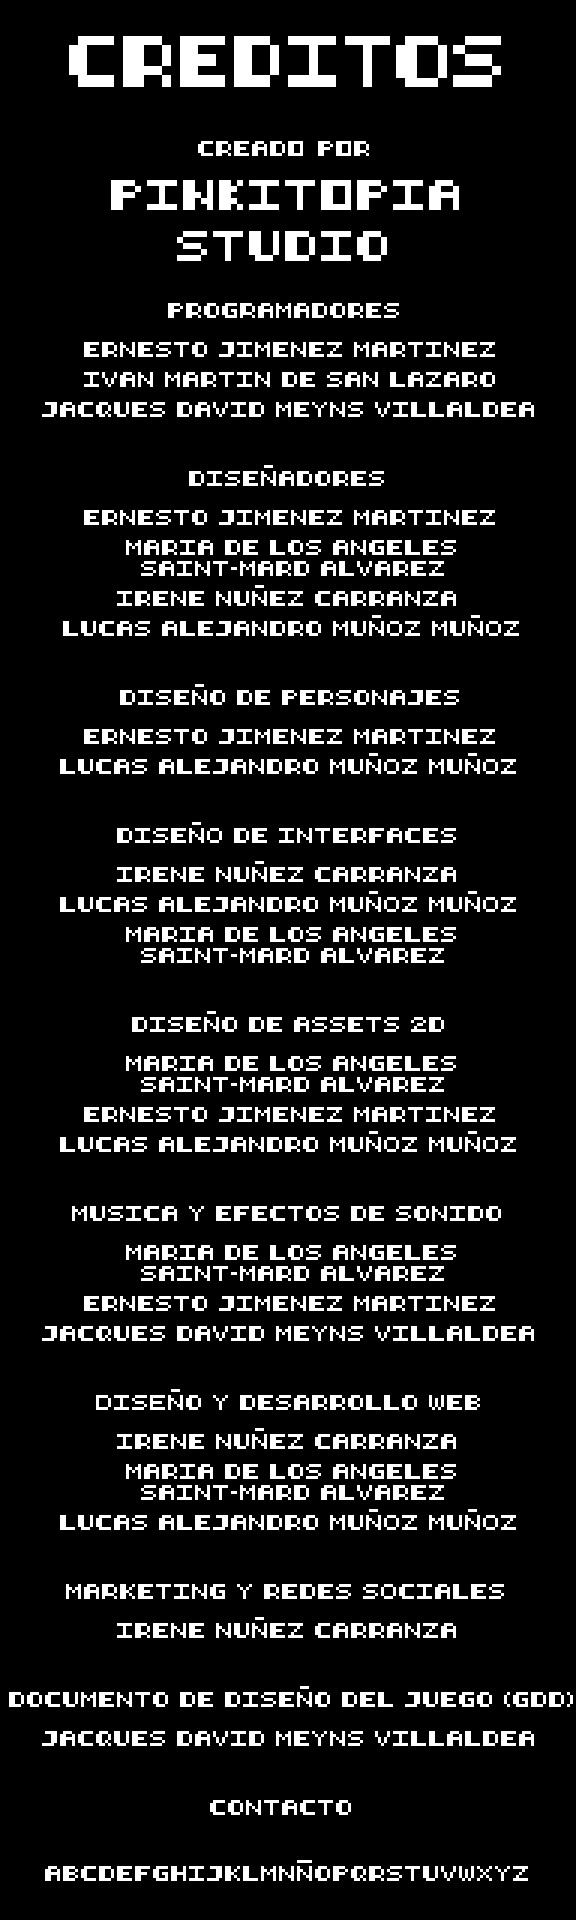 CREDITOS
CREADO POR
PINKITOPIA
STUDIO
PROGRAMADORES
ERNESTO JIMENEZ MARTINEZ
IVAN MARTIN DE SAN LAZARO
JACQUES DAVID MEYNS VILLALDEA
DISEÑADORES
ERNESTO JIMENEZ MARTINEZ
MARIA DE LOS ANGELES
SAINT-MARD ALVAREZ
IRENE NUÑEZ CARRANZA
LUCAS ALEJANDRO MUÑOZ MUÑOZ
DISEÑO DE PERSONAJES
ERNESTO JIMENEZ MARTINEZ
LUCAS ALEJANDRO MUÑOZ MUÑOZ
DISEÑO DE INTERFACES
IRENE NUÑEZ CARRANZA
LUCAS ALEJANDRO MUÑOZ MUÑOZ
MARIA DE LOS ANGELES
SAINT-MARD ALVAREZ
DISEÑO DE ASSETS 2D
MARIA DE LOS ANGELES
SAINT-MARD ALVAREZ
ERNESTO JIMENEZ MARTINEZ
LUCAS ALEJANDRO MUÑOZ MUÑOZ
MUSICA Y EFECTOS DE SONIDO
MARIA DE LOS ANGELES
SAINT-MARD ALVAREZ
ERNESTO JIMENEZ MARTINEZ
JACQUES DAVID MEYNS VILLALDEA
DISEÑO Y DESARROLLO WEB
IRENE NUÑEZ CARRANZA
MARIA DE LOS ANGELES
SAINT-MARD ALVAREZ
LUCAS ALEJANDRO MUÑOZ MUÑOZ
MARKETING Y REDES SOCIALES
IRENE NUÑEZ CARRANZA
DOCUMENTO DE DISEÑO DEL JUEGO (GDD)
JACQUES DAVID MEYNS VILLALDEA
CONTACTO
ABCDEFGHIJKLMNÑOPQRSTUVWXYZ